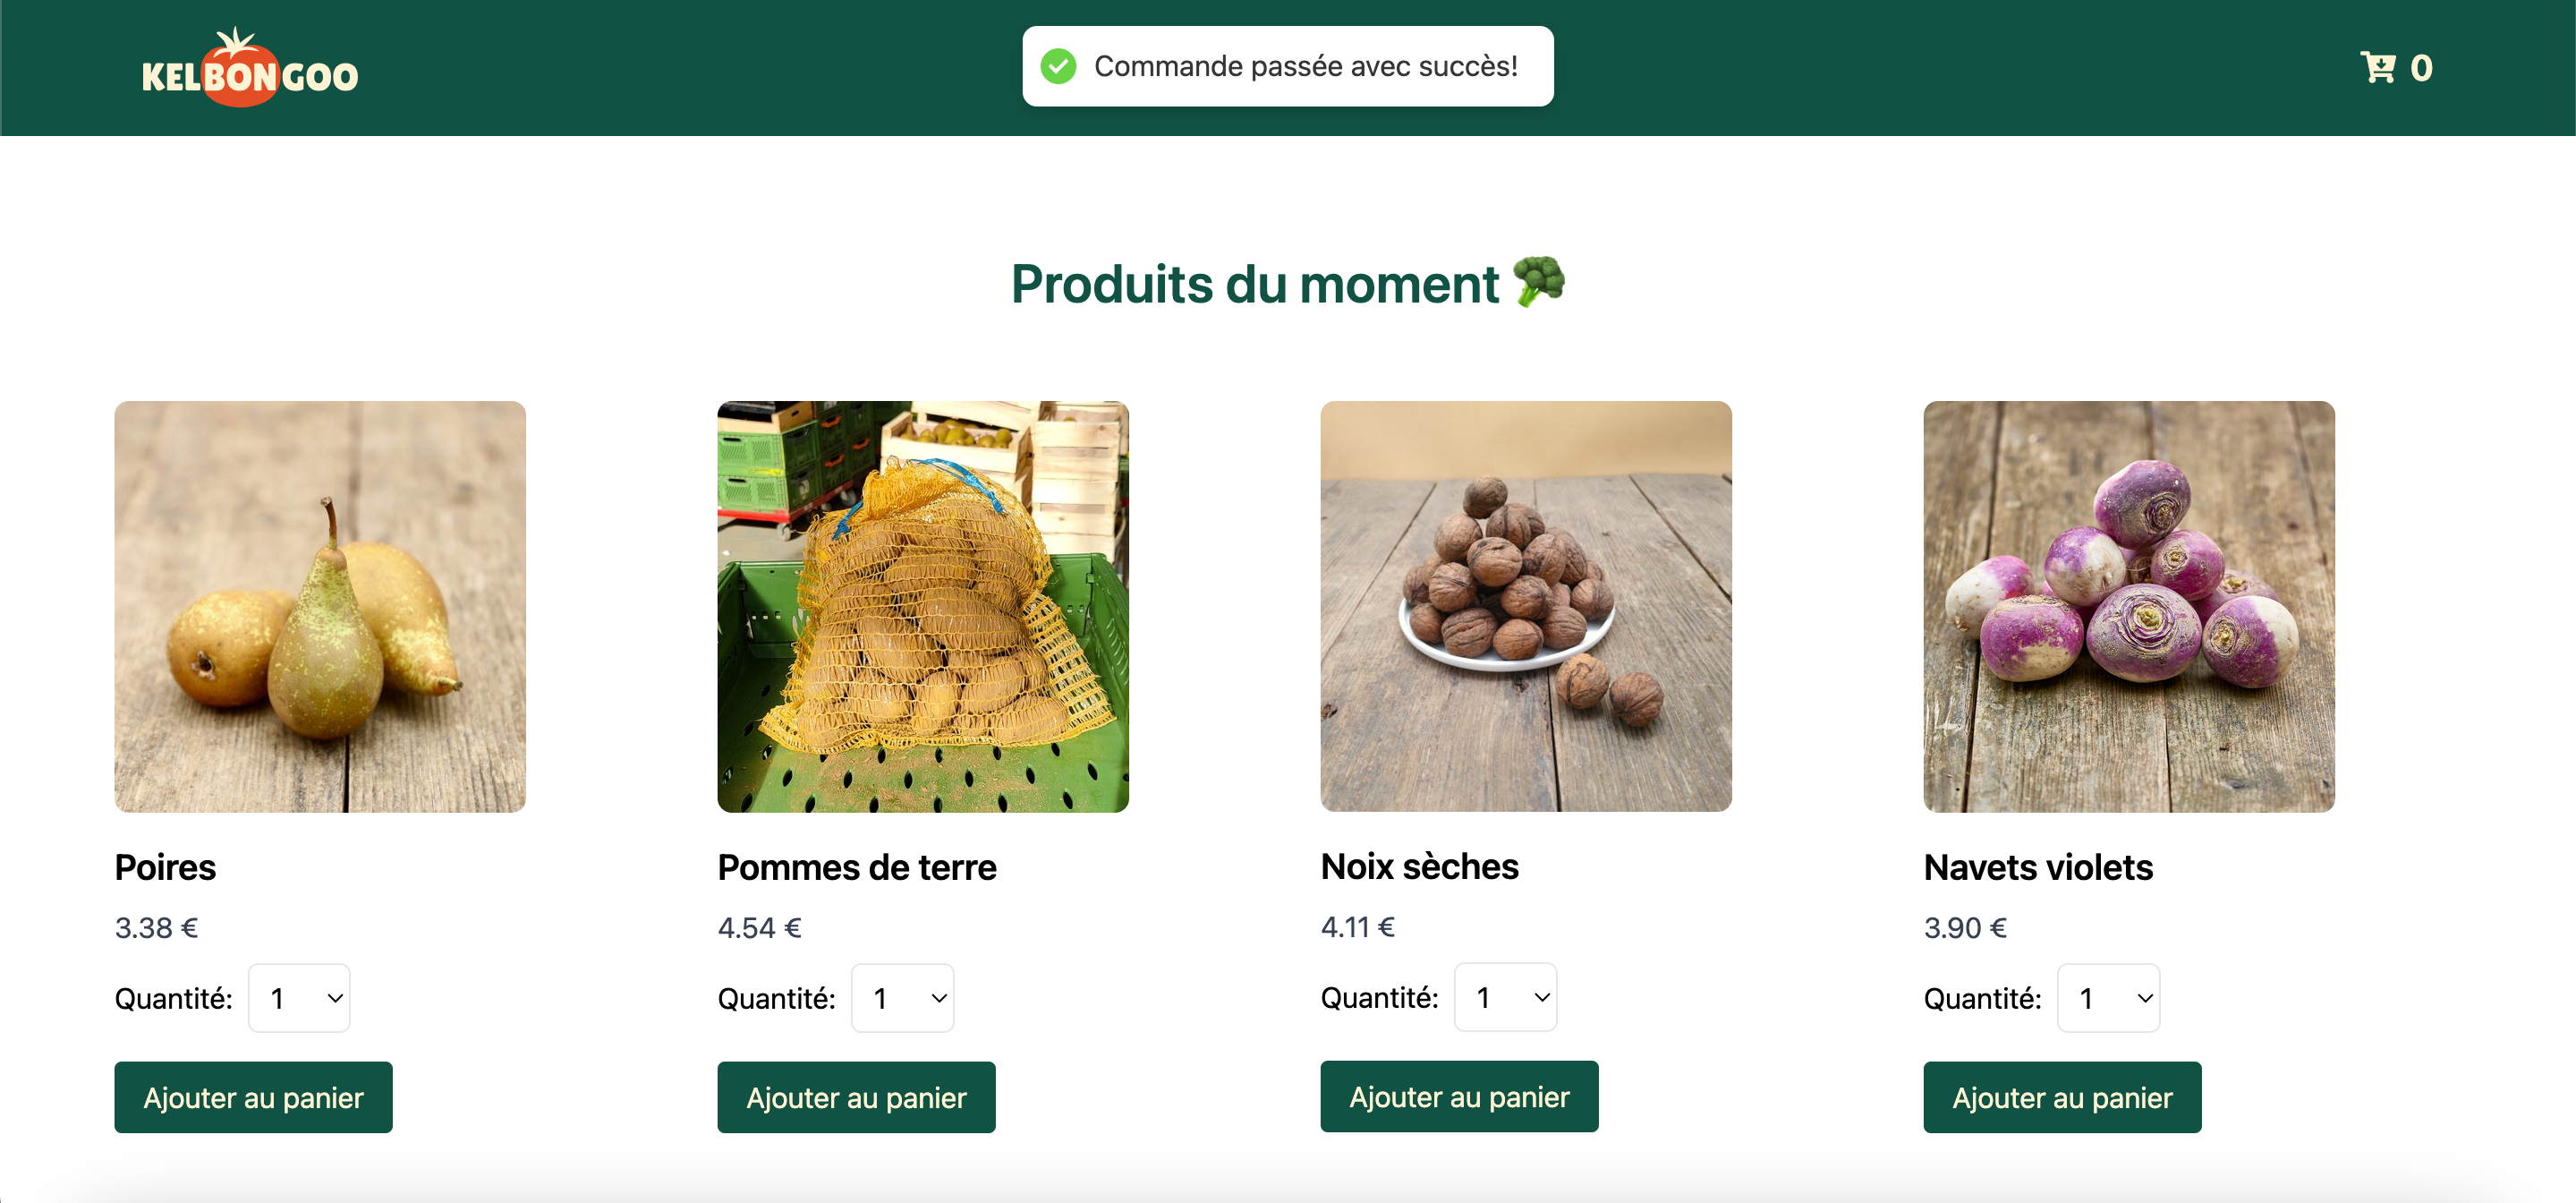 KELBONGOO
Commande passée avec succès!
0
Produits du moment 🥦
Poires
3.38 €
Quantité: 1
Ajouter au panier
Pommes de terre
4.54 €
Quantité: 1
Ajouter au panier
Noix sèches
4.11 €
Quantité: 1
Ajouter au panier
Navets violets
3.90 €
Quantité: 1
Ajouter au panier